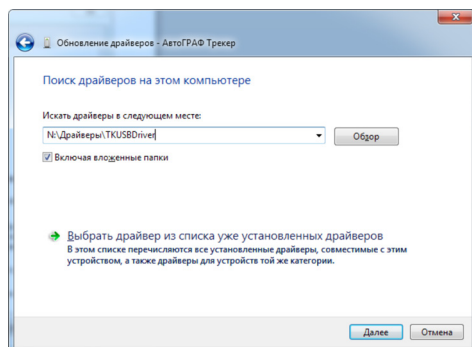 Обновление драйверов - АвтоГРАФ Трекер
Поиск драйверов на этом компьютере
Искать драйверы в следующем месте:
N:\Драйверы\TKUSBDriver
Обзор
Включая вложенные папки
Выбрать драйвер из списка уже установленных драйверов
В этом списке перечисляются все установленные драйверы, совместимые с этим
устройством, а также драйверы для устройств той же категории.
Далее
Отмена